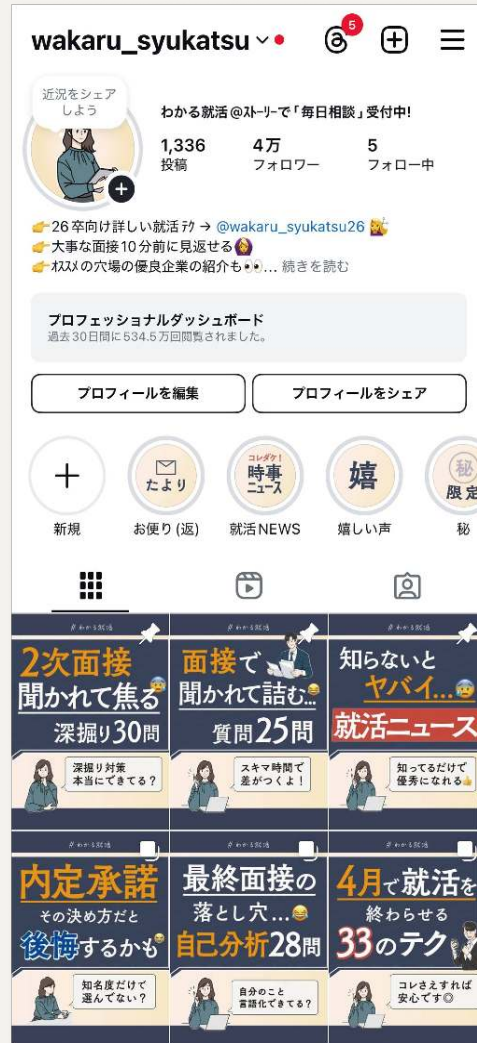 wakaru_syukatsu
5
近況をシェア
しよう
わかる就活@ｽﾄｰﾘｰで「毎日相談」受付中!
1,336
投稿
4万
フォロワー
5
フォロー中
👉26卒向け詳しい就活ﾃｸ → @wakaru_syukatsu26 💁
👉大事な面接10分前に見返せる🙆‍♀️
👉ｵｽｽﾒの穴場の優良企業の紹介も👀... 続きを読む
プロフェッショナルダッシュボード
過去30日間に534.5万回閲覧されました。
プロフィールを編集
プロフィールをシェア
たより
コレダケ!
時事
ニュース
嬉
秘
限定
新規
お便り(返)
就活NEWS
嬉しい声
秘
#わかる就活
2次面接
聞かれて焦る😰
深掘り30問
深掘り対策
本当にできてる?
#わかる就活
面接で
聞かれて詰む...😂
質問25問
スキマ時間で
差がつくよ!
#わかる就活
知らないと
ヤバイ...😰
就活ニュース
知ってるだけで
優秀になれる👍
#わかる就活
内定承諾
その決め方だと
後悔するかも😂
知名度だけで
選んでない?
#わかる就活
最終面接の
落とし穴...😂
自己分析28問
自分のこと
言語化できてる?
#わかる就活
4月で就活を
終わらせる
33のテク
コレさえすれば
安心です◎